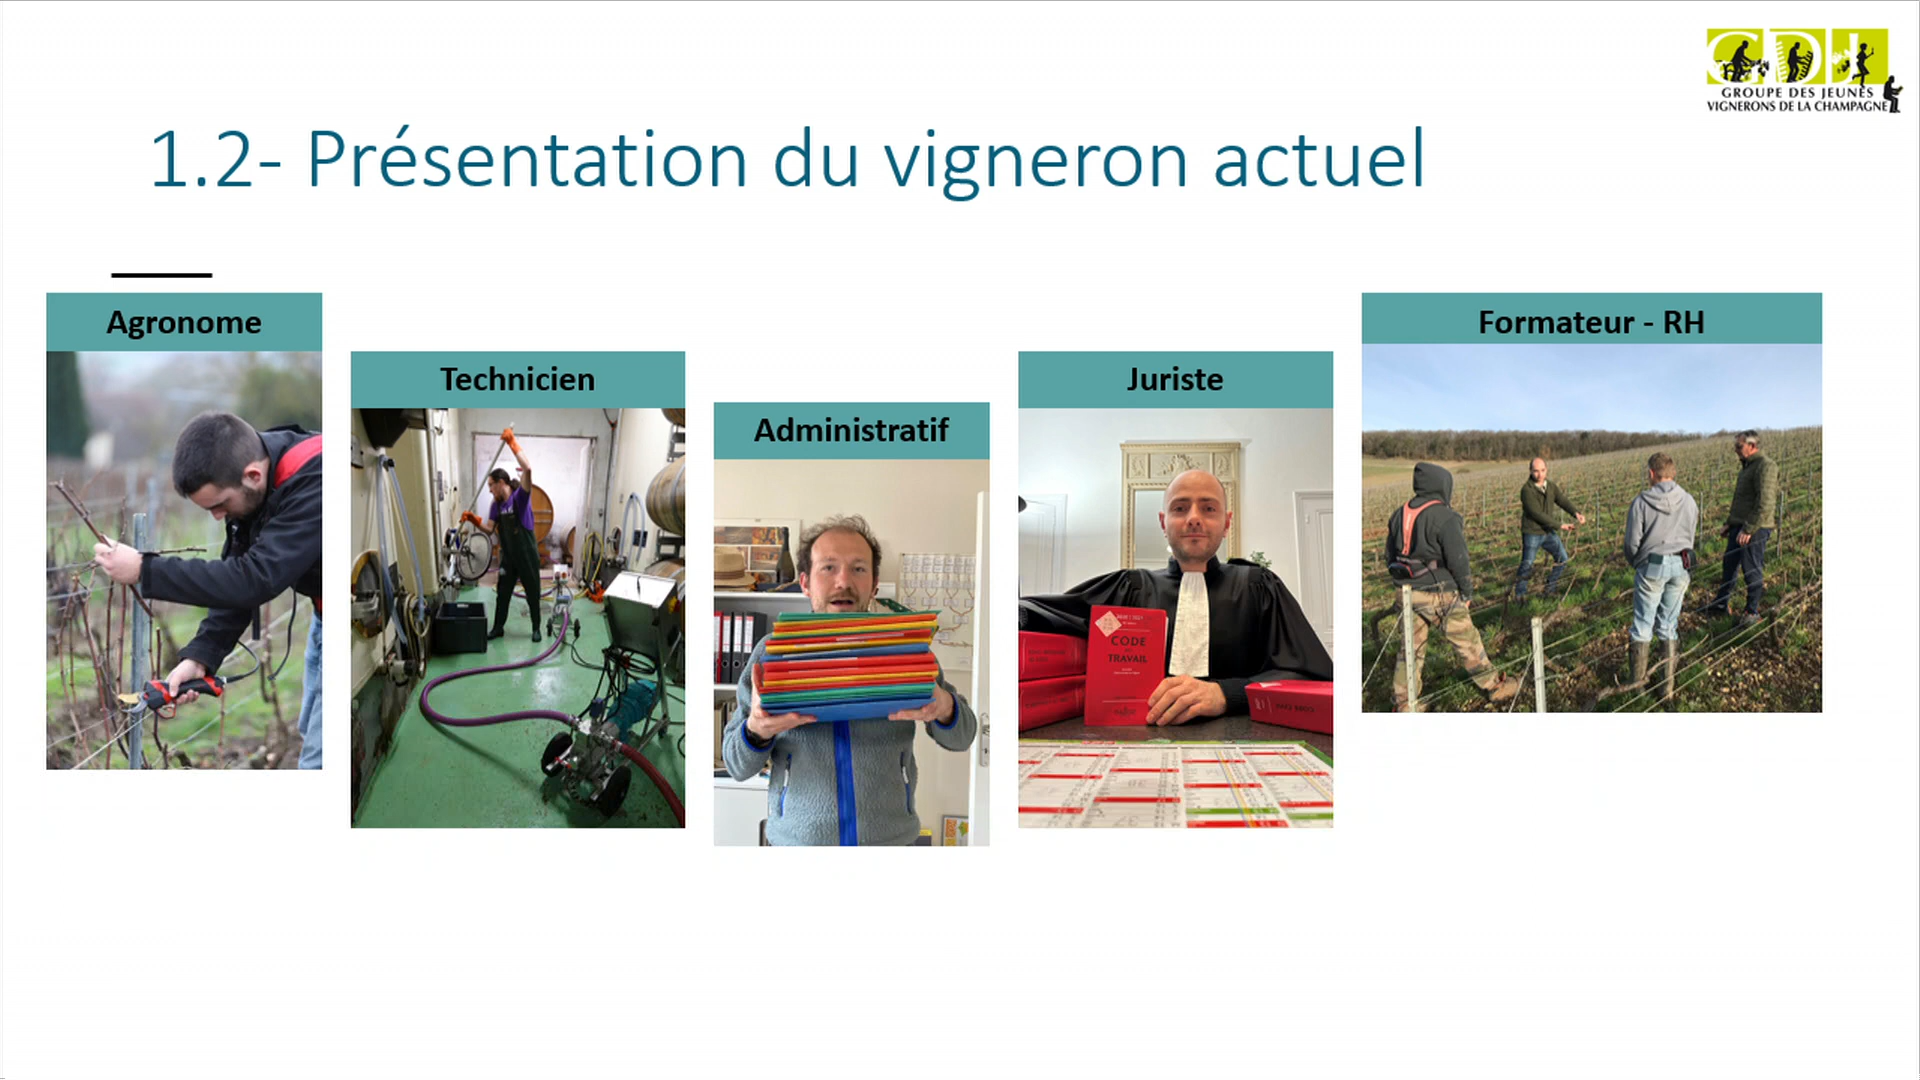 GDJ
GROUPE DES JEUNES
VIGNERONS DE LA CHAMPAGNE
1.2- Présentation du vigneron actuel
Agronome
Technicien
Administratif
Juriste
Formateur - RH
CODE
TRAVAIL